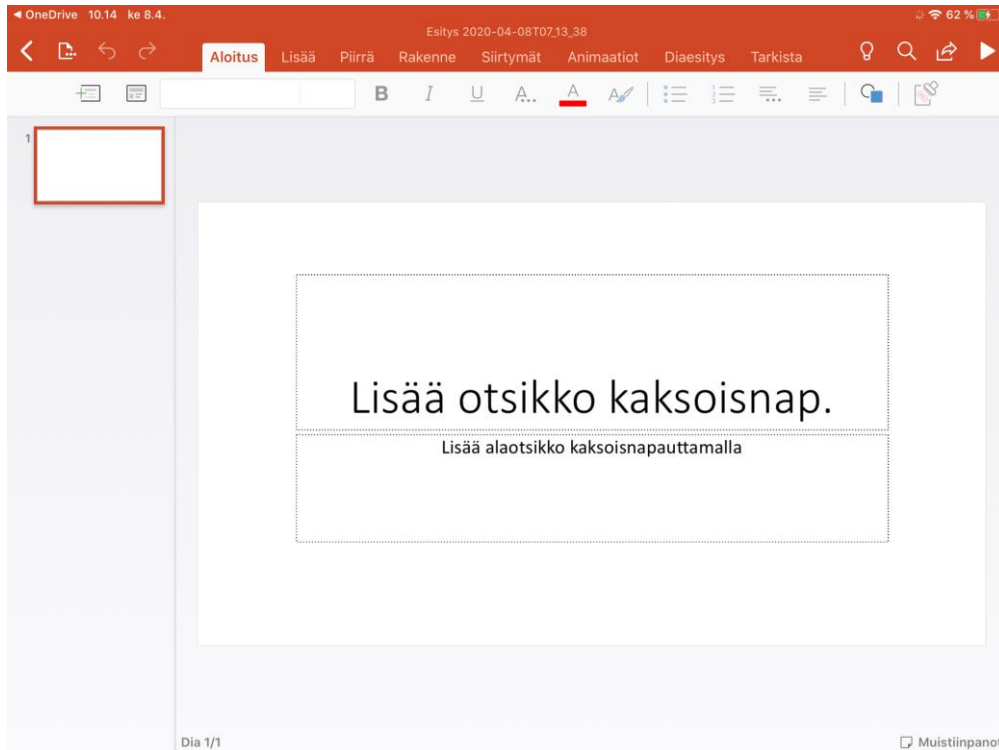 OneDrive 10.14 ke 8.4.
62 %
Esitys 2020-04-08T07_13_38
Aloitus Lisää Piirrä Rakenne Siirtymät Animaatiot Diaesitys Tarkista
B I U A... A A
1
Lisää otsikko kaksoisnap.
Lisää alaotsikko kaksoisnapauttamalla
Dia 1/1
Muistiinpanot